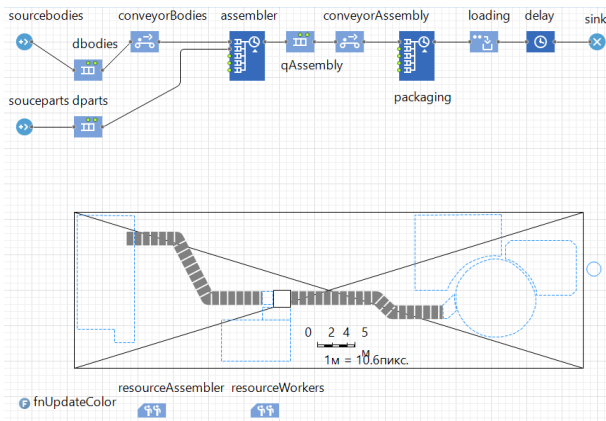 sourcebodies
conveyorBodies
assembler
conveyorAssembly
loading
delay
sink
dbodies
qAssembly
packaging
souceparts dparts
0 2 4 5
м
1м = 10.6пикс.
resourceAssembler resourceWorkers
F fnUpdateColor